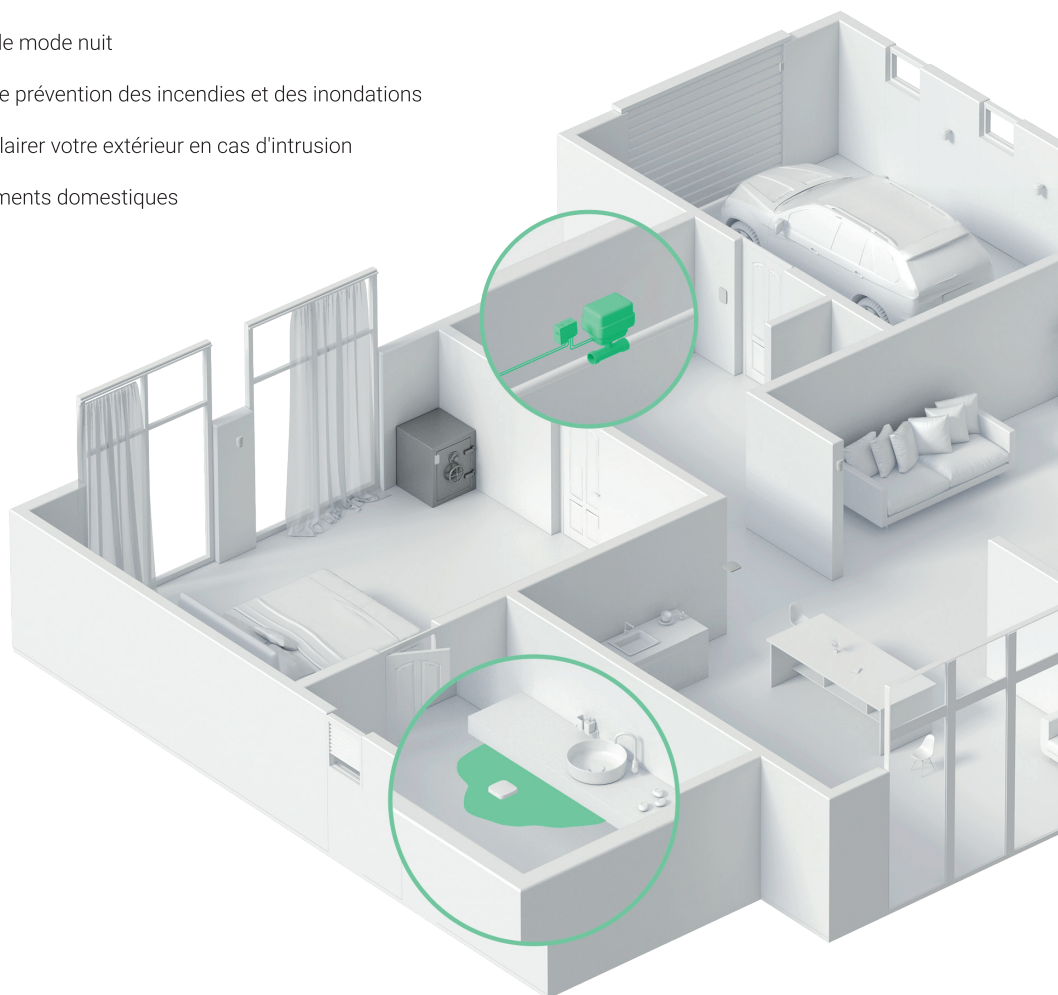 le mode nuit
e prévention des incendies et des inondations
lairer votre extérieur en cas d'intrusion
ments domestiques